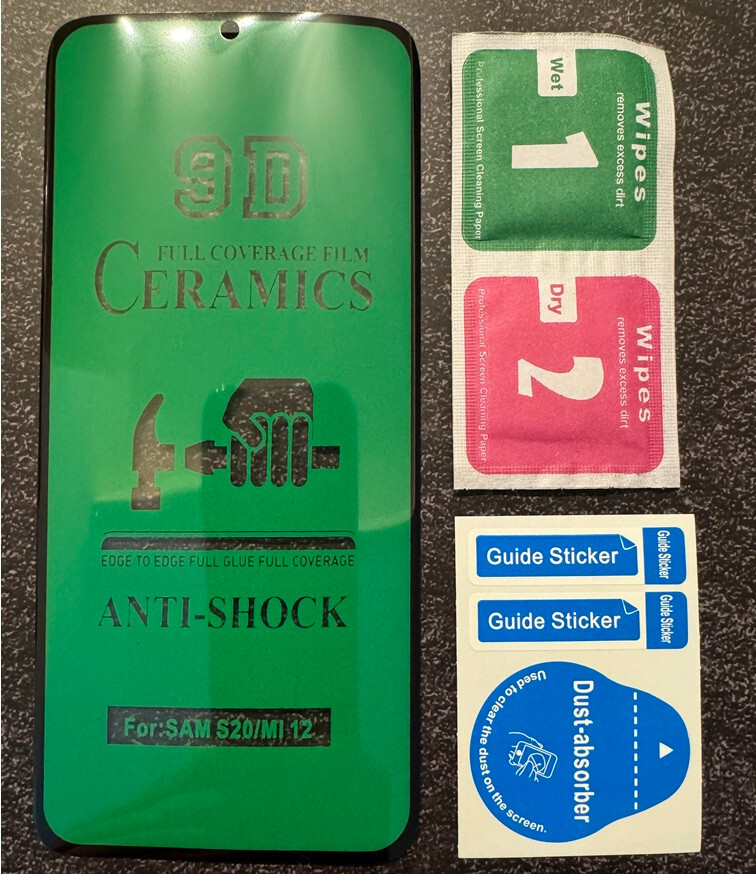 9D
FULL COVERAGE FILM
CERAMICS
EDGE TO EDGE FULL GLUE FULL COVERAGE
ANTI-SHOCK
For:SAM S20/MI 12
Wipes
removes excess dirt
Wet
1
Professional Screen Cleaning Paper
Wipes
removes excess dirt
Dry
2
Professional Screen Cleaning Paper
Guide Sticker
Guide Sticker
Guide Sticker
Guide Sticker
Dust-absorber
Used to clear the dust on the screen.